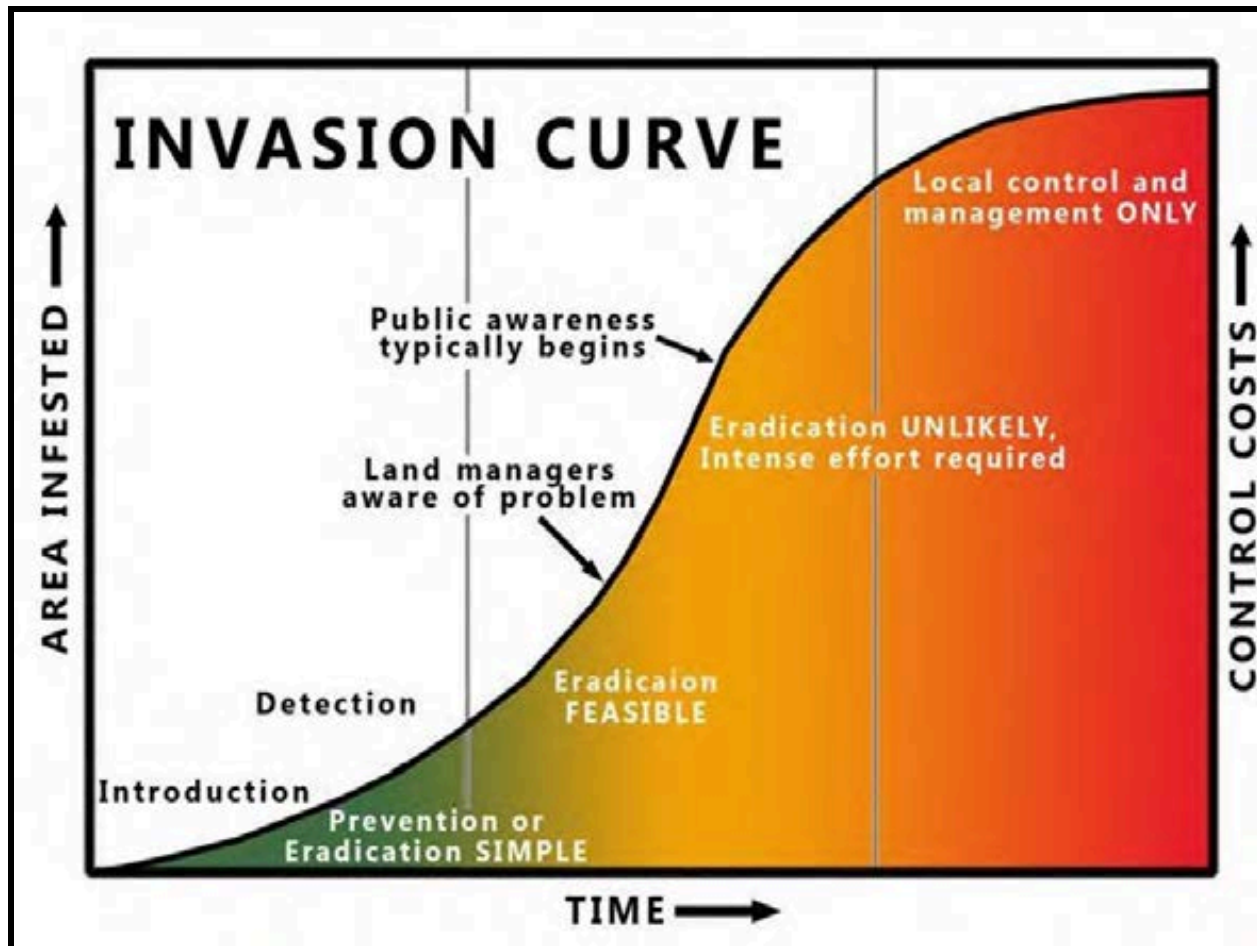 INVASION CURVE
AREA INFESTED
CONTROL COSTS
Local control and
management ONLY
Public awareness
typically begins
Eradication UNLIKELY,
Intense effort required
Land managers
aware of problem
Eradicaion
FEASIBLE
Detection
Introduction
Prevention or
Eradication SIMPLE
TIME